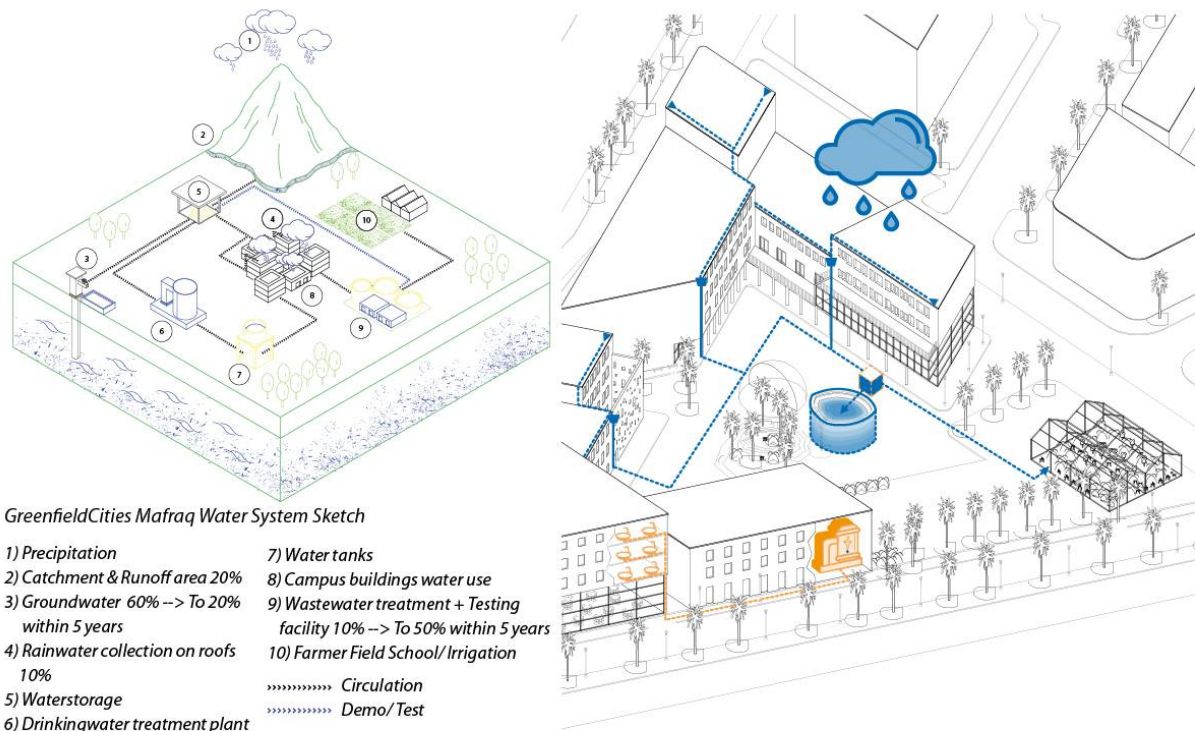 1
2
5
10
4
3
8
6
9
7
GreenfieldCities Mafraq Water System Sketch
1) Precipitation
2) Catchment & Runoff area 20%
3) Groundwater 60% --> To 20%
within 5 years
4) Rainwater collection on roofs
10%
5) Waterstorage
6) Drinkingwater treatment plant
7) Water tanks
8) Campus buildings water use
9) Wastewater treatment + Testing
facility 10% --> To 50% within 5 years
10) Farmer Field School/ Irrigation
Circulation
Demo/ Test